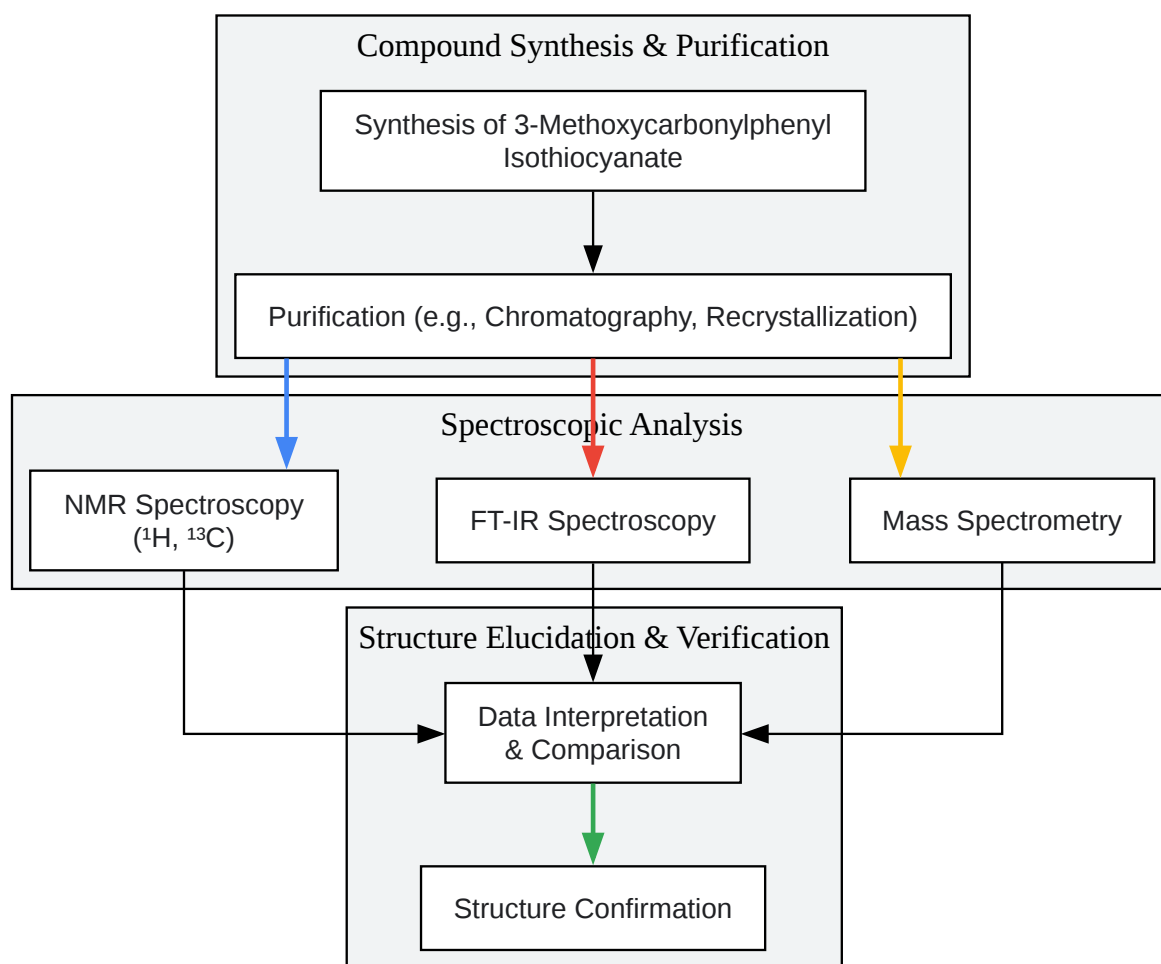 Compound Synthesis & Purification
Synthesis of 3-Methoxycarbonylphenyl
Isothiocyanate
Purification (e.g., Chromatography, Recrystallization)
Spectroscopic Analysis
NMR Spectroscopy
(¹H, ¹³C)
FT-IR Spectroscopy
Mass Spectrometry
Structure Elucidation & Verification
Data Interpretation
& Comparison
Structure Confirmation